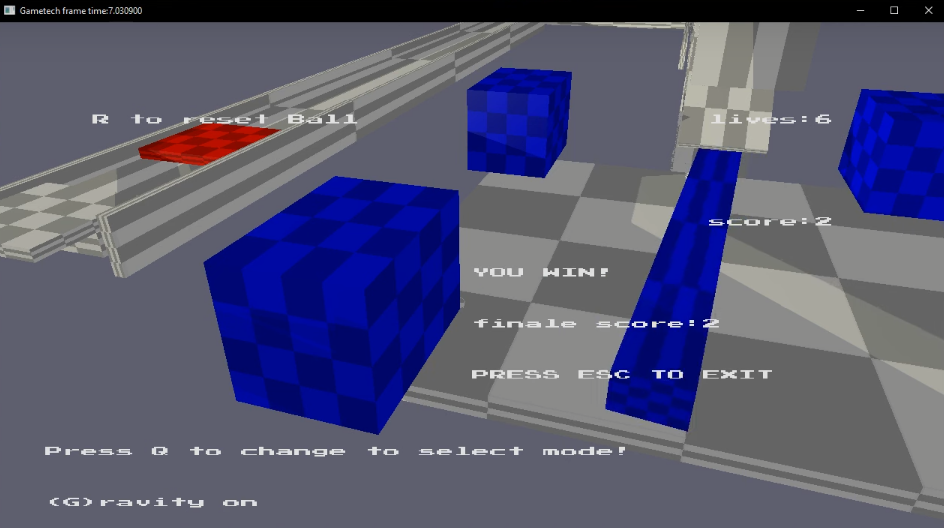 Gametech frame time:7.030900
R to reset Ball
lives:6
score:2
YOU WIN!
finale score:2
PRESS ESC TO EXIT
Press Q to change to select mode!
(G)ravity on